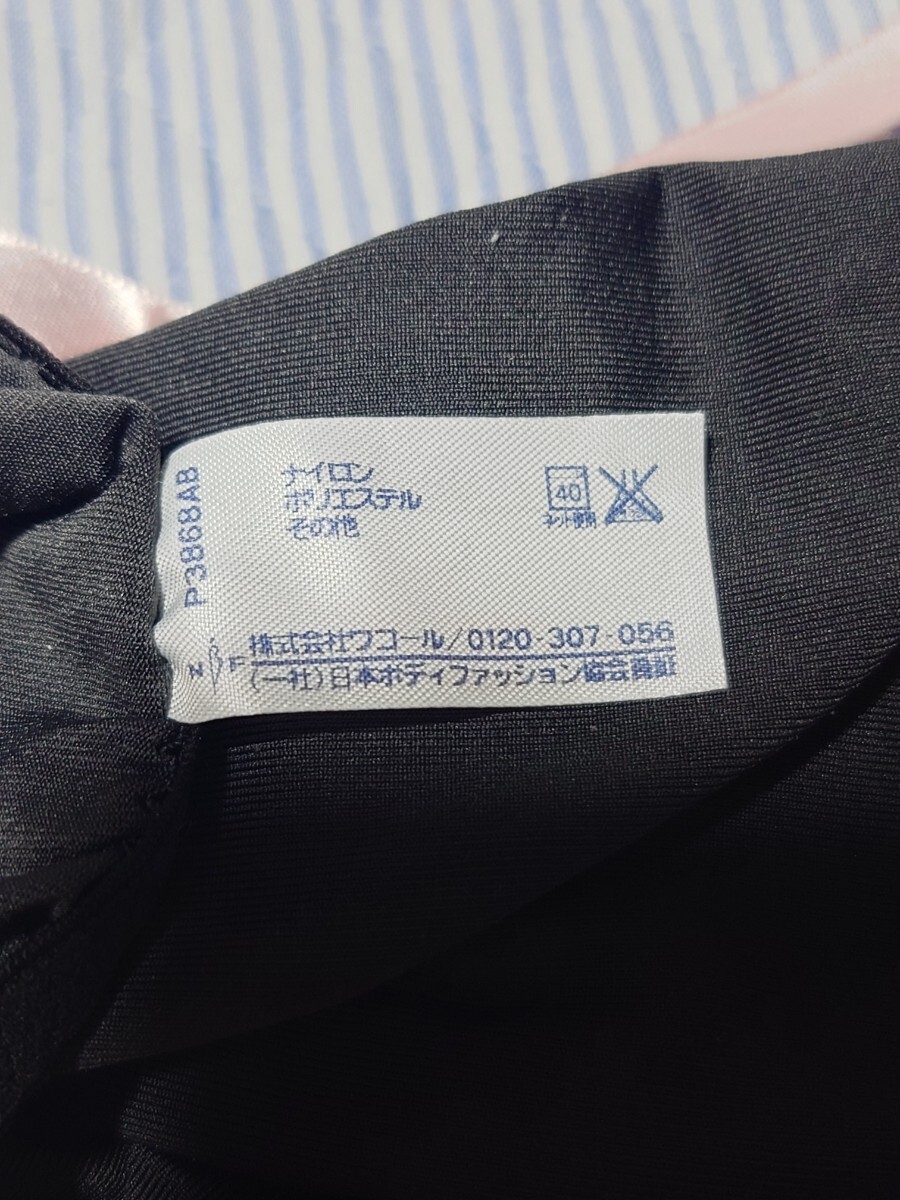 P3868AB
ナイロン
ポリエステル
その他
40
ネット使用
N F
株式会社ワコール/0120-307-056
(一社)日本ボディファッション協会員証